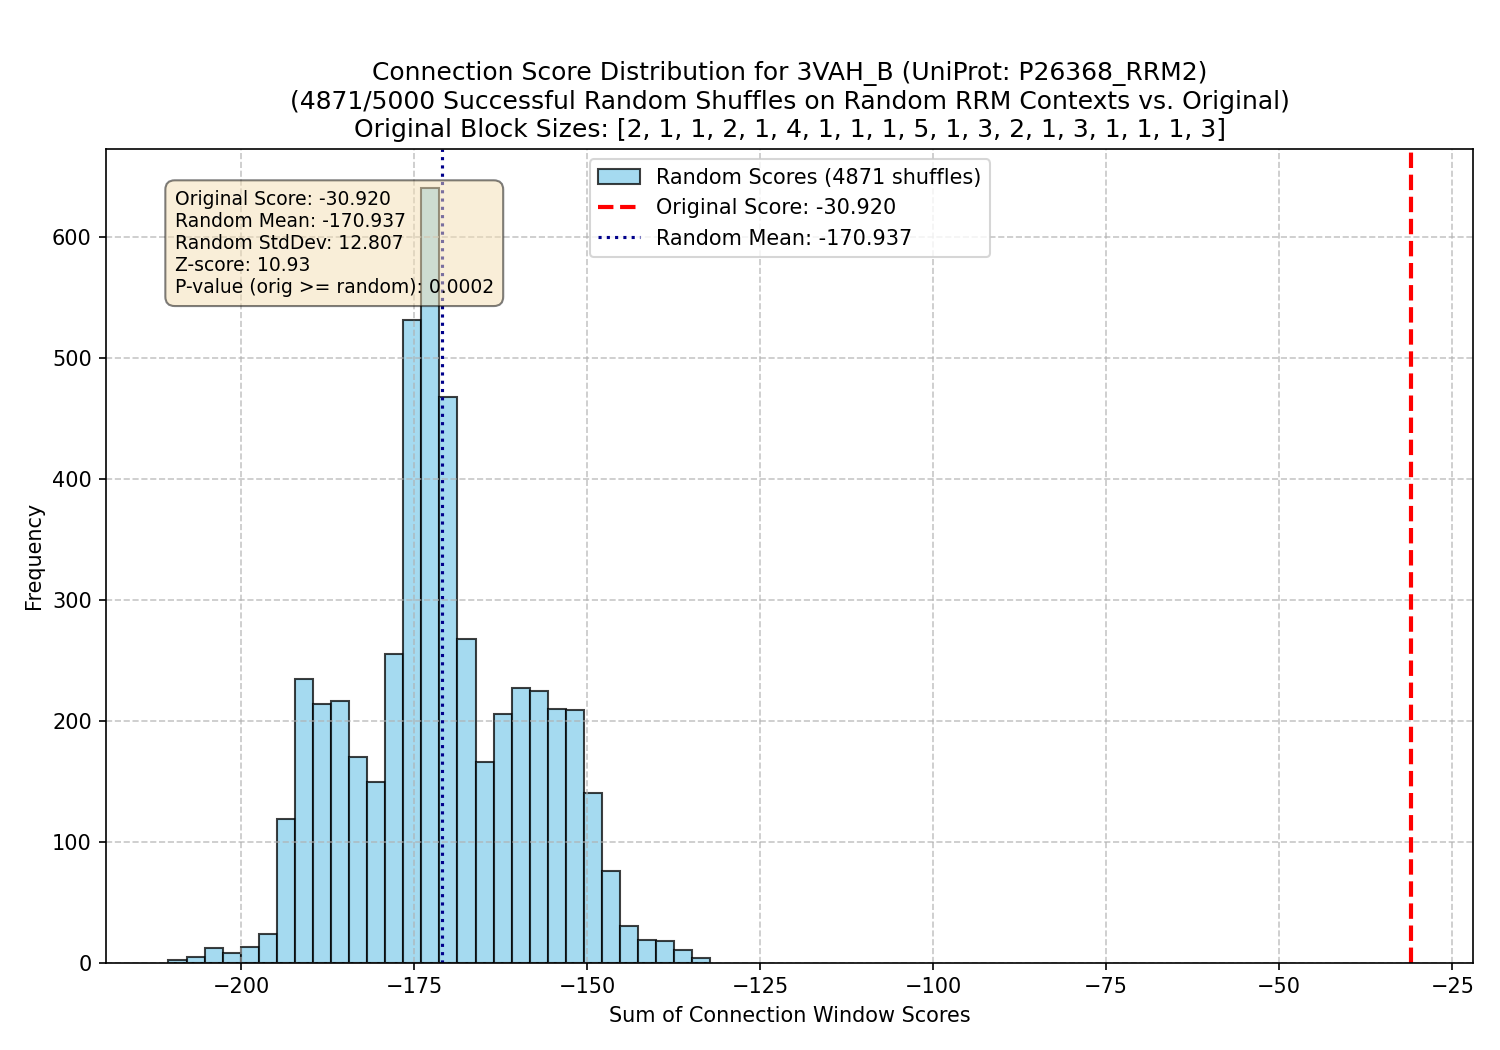 Connection Score Distribution for 3VAH_B (UniProt: P26368_RRM2)
(4871/5000 Successful Random Shuffles on Random RRM Contexts vs. Original)
Original Block Sizes: [2, 1, 1, 2, 1, 4, 1, 1, 1, 5, 1, 3, 2, 1, 3, 1, 1, 1, 3]
Original Score: -30.920
Random Mean: -170.937
Random StdDev: 12.807
Z-score: 10.93
P-value (orig >= random): 0.0002
Random Scores (4871 shuffles)
Original Score: -30.920
Random Mean: -170.937
Frequency
600
500
400
300
200
100
0
−200
−175
−150
−125
−100
−75
−50
−25
Sum of Connection Window Scores